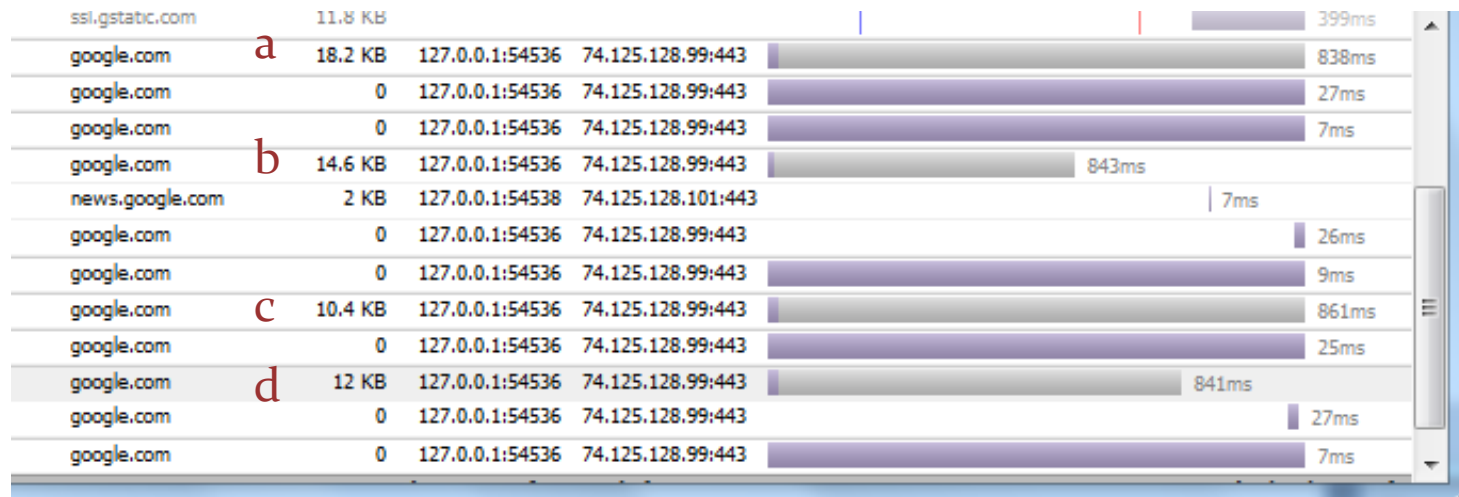 ssl.gstatic.com 11.8 KB 399ms
a google.com 18.2 KB 127.0.0.1:54536 74.125.128.99:443 838ms
google.com 0 127.0.0.1:54536 74.125.128.99:443 27ms
google.com 0 127.0.0.1:54536 74.125.128.99:443 7ms
b google.com 14.6 KB 127.0.0.1:54536 74.125.128.99:443 843ms
news.google.com 2 KB 127.0.0.1:54538 74.125.128.101:443 7ms
google.com 0 127.0.0.1:54536 74.125.128.99:443 26ms
google.com 0 127.0.0.1:54536 74.125.128.99:443 9ms
google.com c 10.4 KB 127.0.0.1:54536 74.125.128.99:443 861ms
google.com 0 127.0.0.1:54536 74.125.128.99:443 25ms
google.com d 12 KB 127.0.0.1:54536 74.125.128.99:443 841ms
google.com 0 127.0.0.1:54536 74.125.128.99:443 27ms
google.com 0 127.0.0.1:54536 74.125.128.99:443 7ms